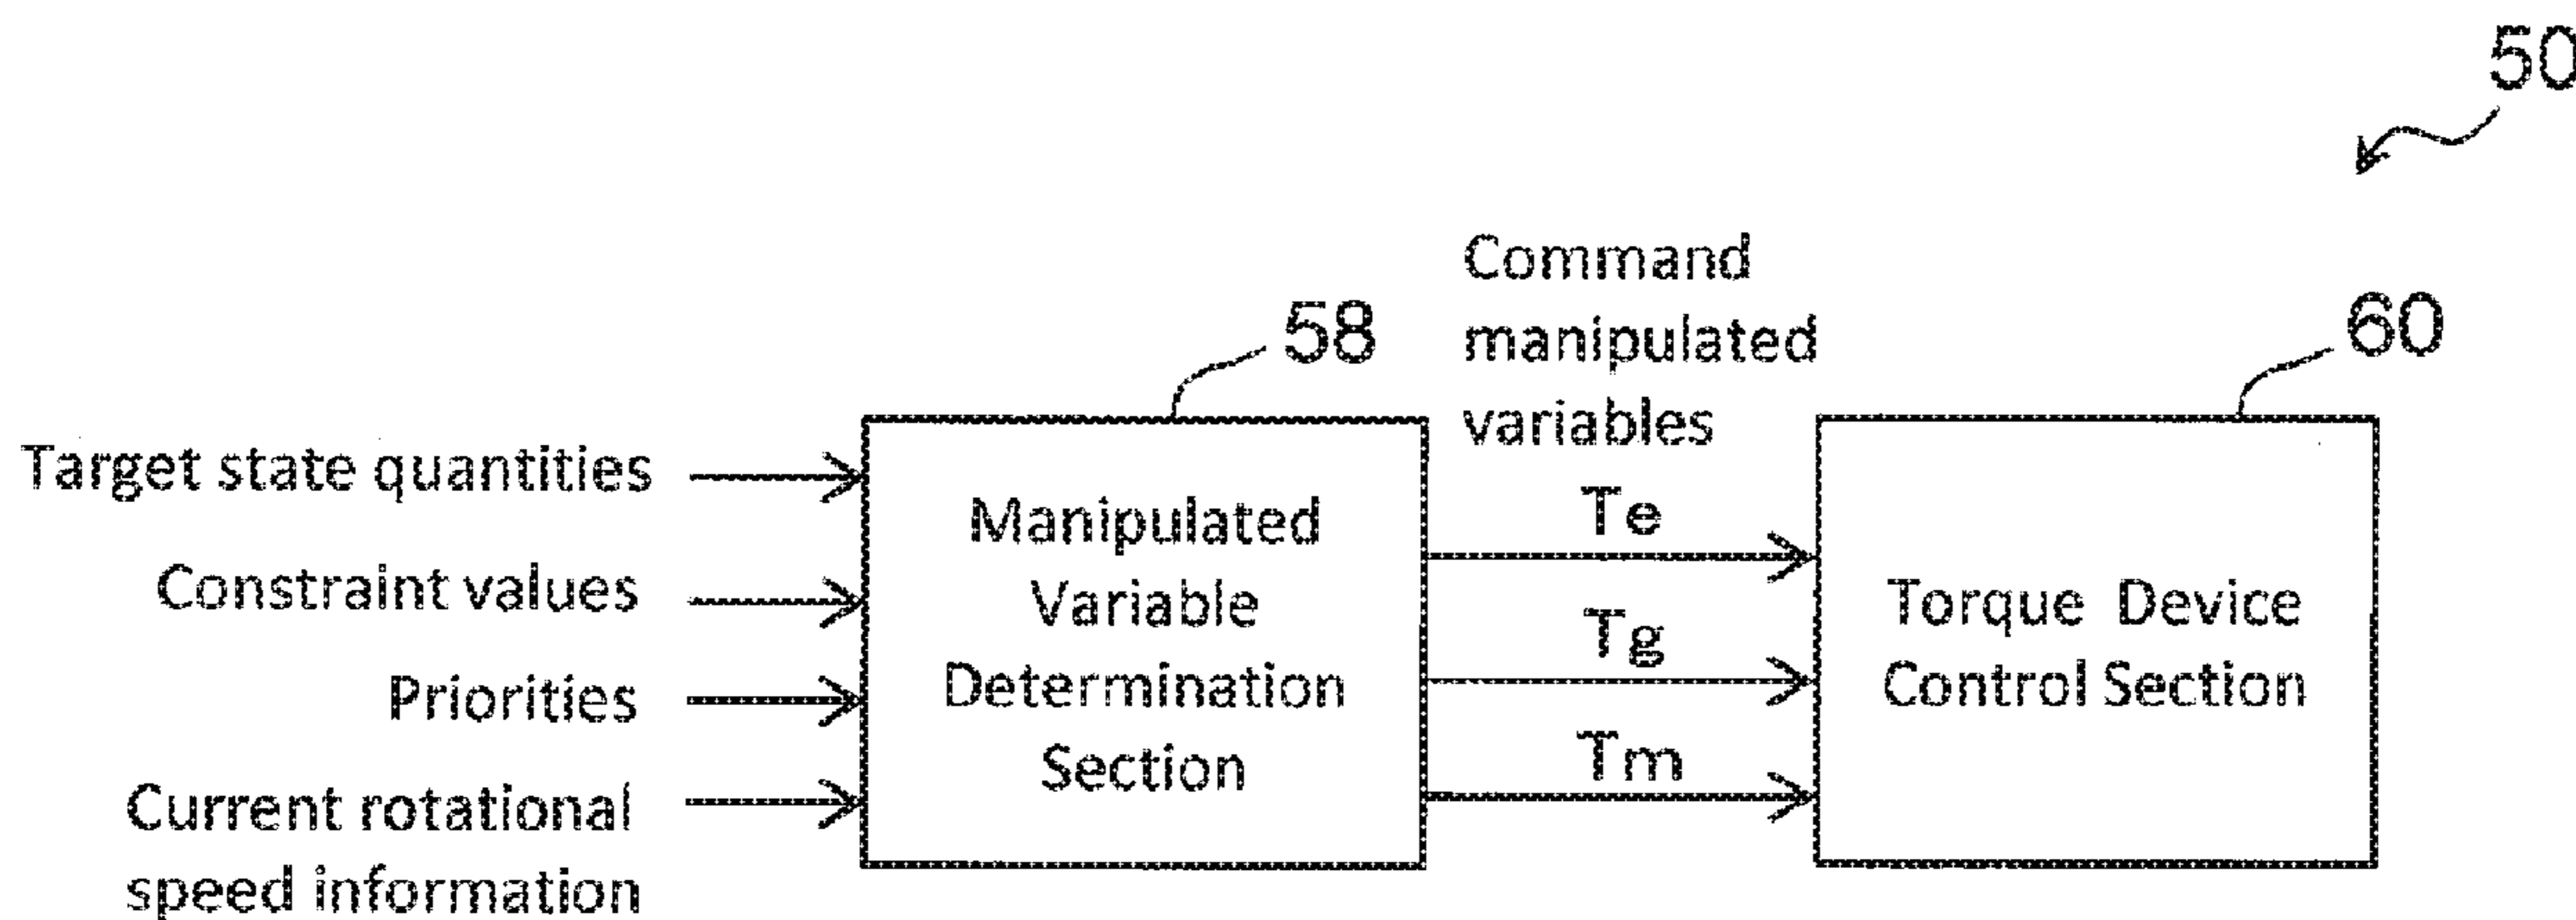 50
Command
manipulated
variables
58
60
Target state quantities
Constraint values
Priorities
Current rotational
speed information
Manipulated
Variable
Determination
Section
Te
Tg
Tm
Torque Device
Control Section